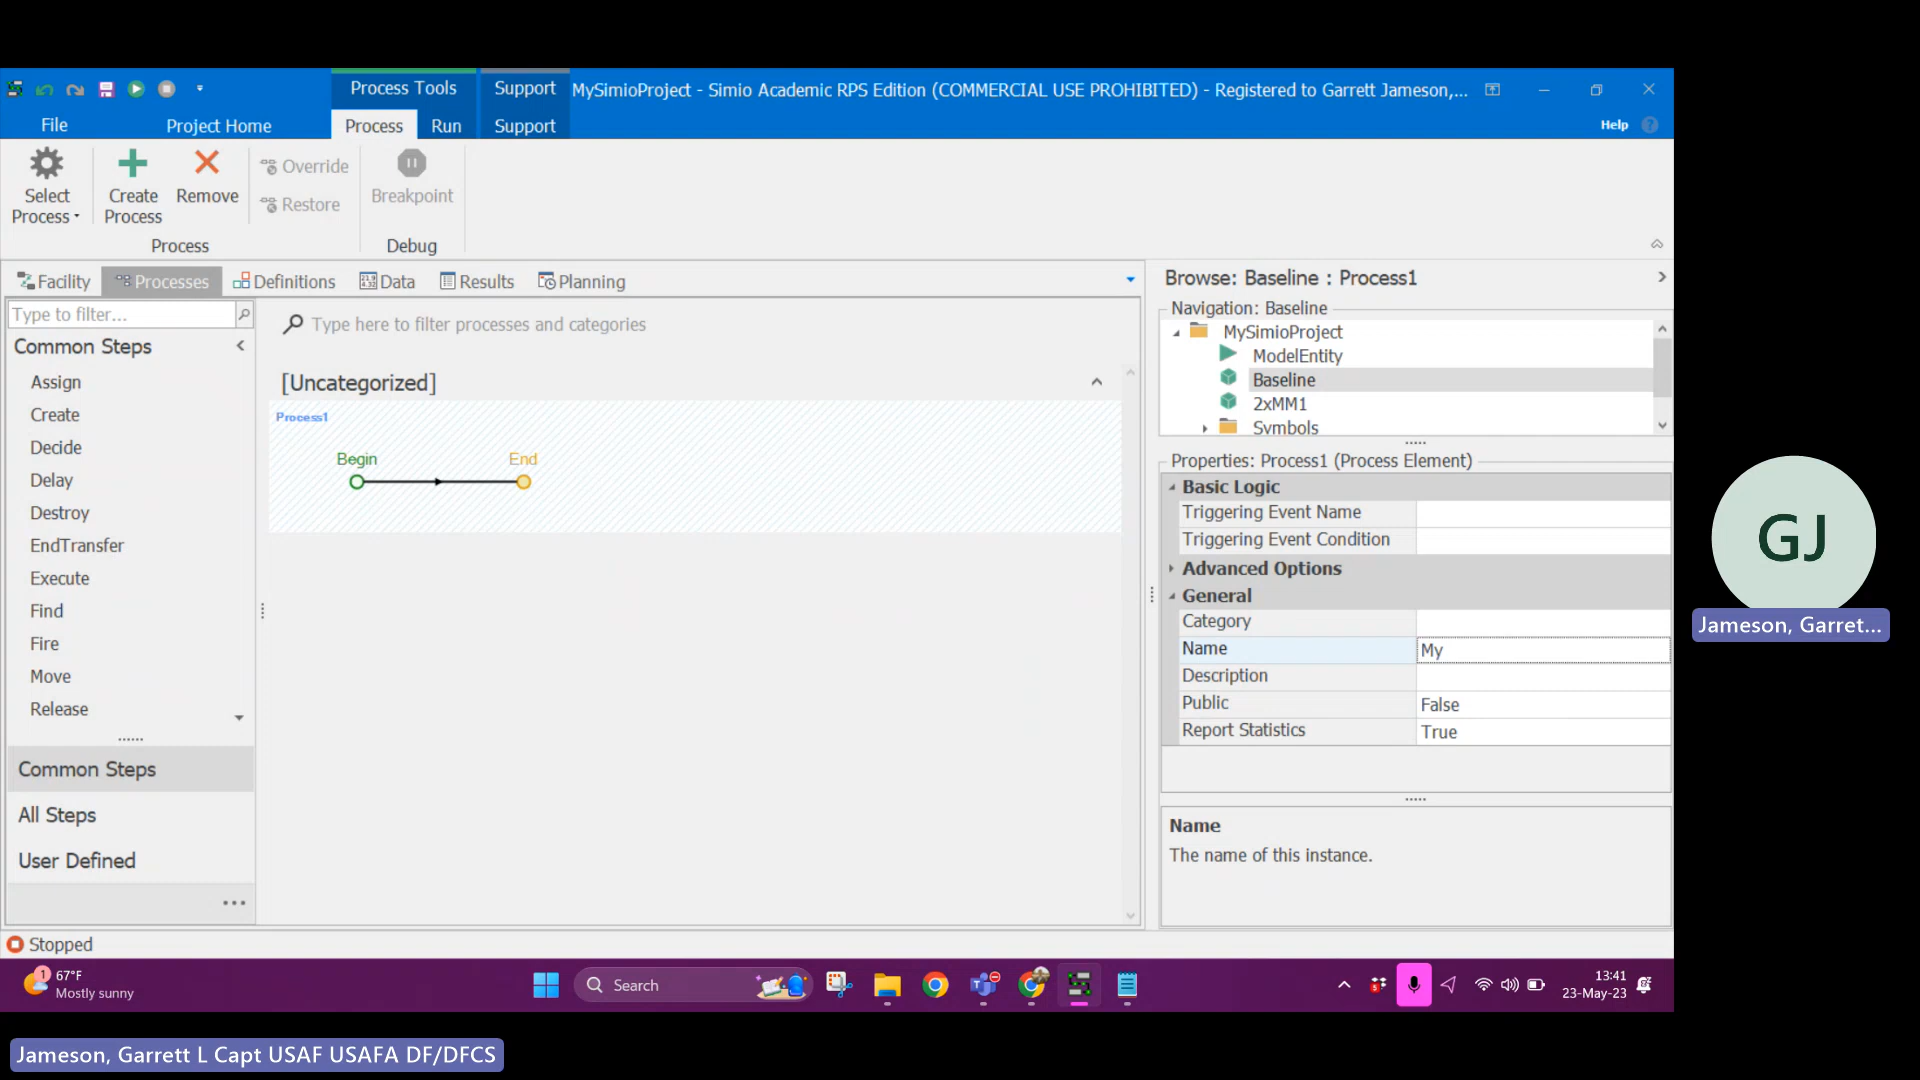 Process Tools
Support
MySimioProject - Simio Academic RPS Edition (COMMERCIAL USE PROHIBITED) - Registered to Garrett Jameson,...
File
Project Home
Process
Run
Support
Help
Select Process
Create Process
Remove
Override
Restore
Breakpoint
Process
Debug
Facility
Processes
Definitions
Data
Results
Planning
Type to filter...
Common Steps
Assign
Create
Decide
Delay
Destroy
EndTransfer
Execute
Find
Fire
Move
Release
Common Steps
All Steps
User Defined
Type here to filter processes and categories
[Uncategorized]
Process1
Begin
End
Browse: Baseline : Process1
Navigation: Baseline
MySimioProject
ModelEntity
Baseline
2xMM1
Symbols
Properties: Process1 (Process Element)
Basic Logic
Triggering Event Name
Triggering Event Condition
Advanced Options
General
Category
Name My
Description
Public False
Report Statistics True
Name
The name of this instance.
GJ
Jameson, Garret...
Stopped
1
67°F
Mostly sunny
Search
13:41
23-May-23
Jameson, Garrett L Capt USAF USAFA DF/DFCS